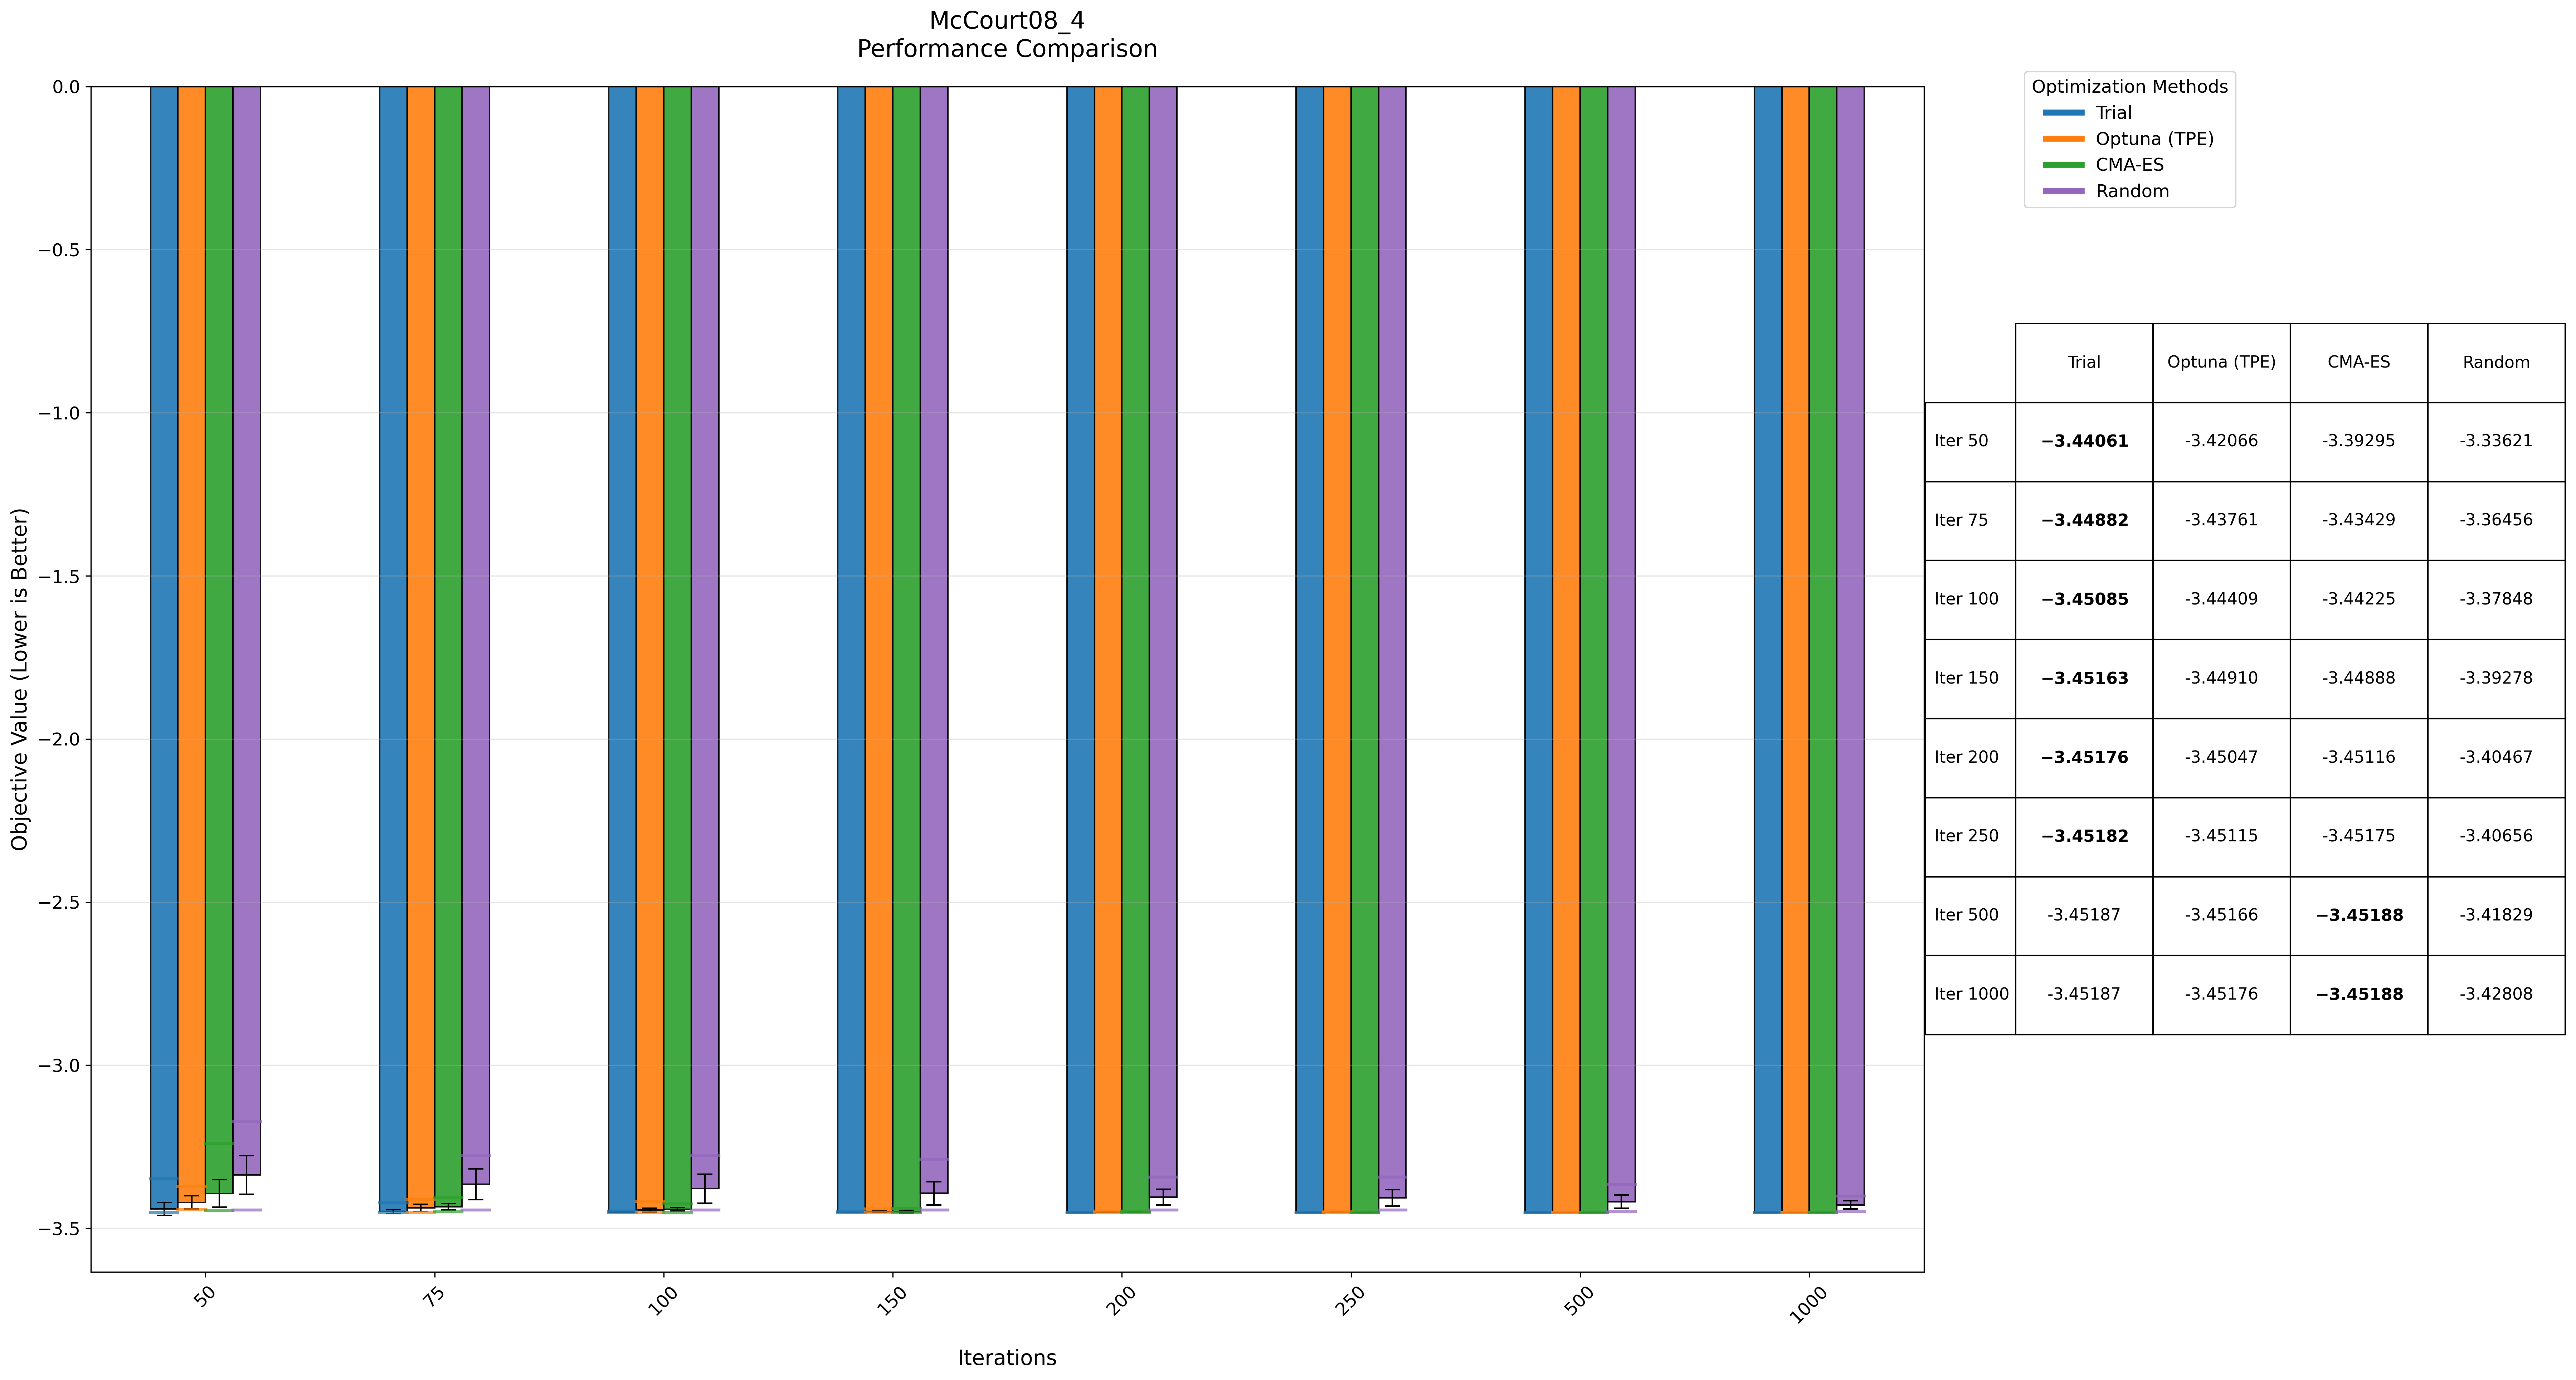 McCourt08_4
Performance Comparison
Objective Value (Lower is Better)
0.0
−0.5
−1.0
−1.5
−2.0
−2.5
−3.0
−3.5
50
75
100
150
200
250
500
1000
Iterations
Optimization Methods
Trial
Optuna (TPE)
CMA-ES
Random
Trial Optuna (TPE) CMA-ES Random
Iter 50 −3.44061 -3.42066 -3.39295 -3.33621
Iter 75 −3.44882 -3.43761 -3.43429 -3.36456
Iter 100 −3.45085 -3.44409 -3.44225 -3.37848
Iter 150 −3.45163 -3.44910 -3.44888 -3.39278
Iter 200 −3.45176 -3.45047 -3.45116 -3.40467
Iter 250 −3.45182 -3.45115 -3.45175 -3.40656
Iter 500 -3.45187 -3.45166 −3.45188 -3.41829
Iter 1000 -3.45187 -3.45176 −3.45188 -3.42808